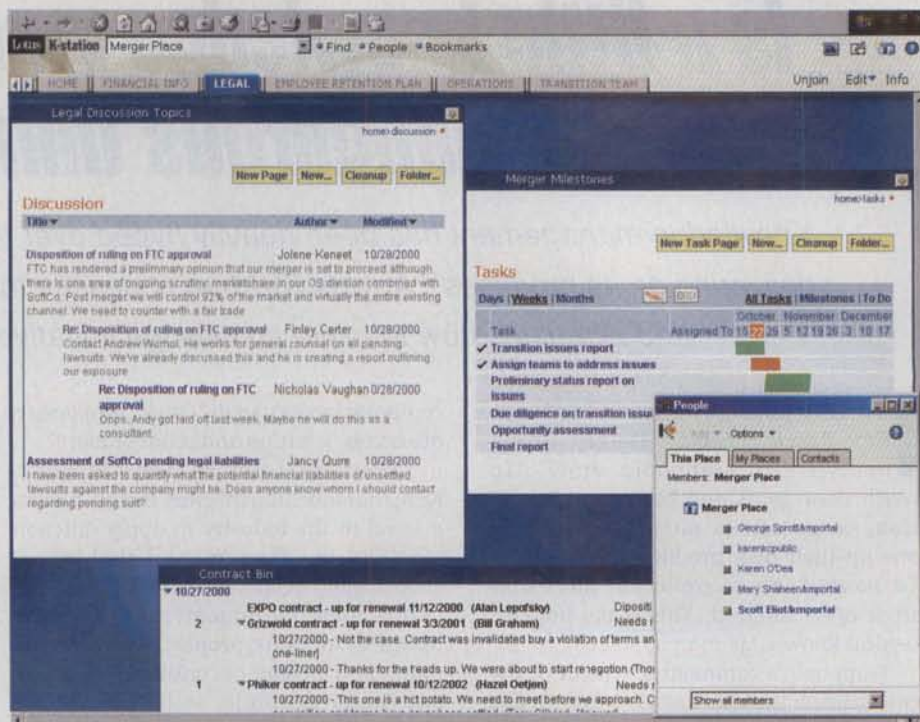 Lotus K-station Merger Place Find People Bookmarks
HOME FINANCIAL INFO LEGAL EMPLOYEE RETENTION PLAN OPERATIONS TRANSITION TEAM Unjoin Edit Info
Legal Discussion Topics
home>discussion
New Page New... Cleanup Folder...
Discussion
Title Author Modified
Disposition of ruling on FTC approval Jolene Keneet 10/28/2000
FTC has rendered a preliminary opinion that our merger is set to proceed although
there is one area of ongoing scrutiny: marketshare in our OS division combined with
SoftCo. Post merger we will control 92% of the market and virtually the entire existing
channel. We need to counter with a fair trade
Re: Disposition of ruling on FTC approval Finley Certer 10/28/2000
Contact Andrew Worhol. He works for general counsel on all pending
lawsuits. We've already discussed this and he is creating a report outlining
our exposure
Re: Disposition of ruling on FTC Nicholas Vaughan 0/28/2000
approval
Oops. Andy got laid off last week. Maybe he will do this as a
consultant.
Assessment of SoftCo pending legal liabilities Jancy Quire 10/28/2000
I have been asked to quantify what the potential financial liabilities of unsettled
lawsuits against the company might be. Does anyone know whom I should contact
regarding pending suit?
Merger Milestones
home>tasks
New Task Page New... Cleanup Folder...
Tasks
Days | Weeks | Months All Tasks | Milestones | To Do
October November December
Task Assigned To 15 22 29 5 12 19 26 3 10 17
Transition issues report
Assign teams to address issues
Preliminary status report on
issues
Due diligence on transition issu
Opportunity assessment
Final report
People
Options
This Place My Places Contacts
Members: Merger Place
Merger Place
George Sprott/kmportal
karenkpublic
Karen O'Dea
Mary Shaheen/kmportal
Scott Eliot/kmportal
Show all members
Contract Bin
10/27/2000
EXPO contract - up for renewal 11/12/2000 (Alan Lepofsky) Dipositi
2 Grizwold contract - up for renewal 3/3/2001 (Bill Graham) Needs r
10/27/2000 - Not the case. Contract was invalidated buy a violation of terms an
one-liner]
10/27/2000 - Thanks for the heads up. We were about to start renegotion (Tho
1 Phiker contract - up for renewal 10/12/2002 (Hazel Oetjen) Needs r
10/27/2000 - This one is a hot potato. We need to meet before we approach. C